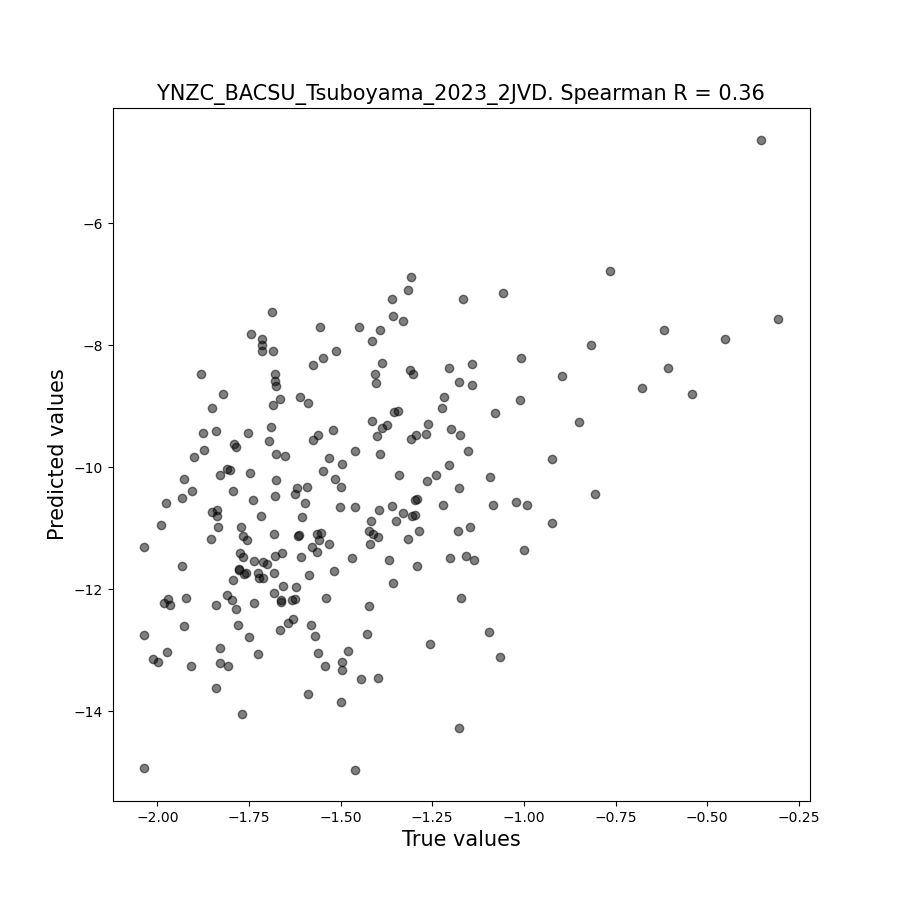 YNZC_BACSU_Tsuboyama_2023_2JVD. Spearman R = 0.36
Predicted values
−6
−8
−10
−12
−14
−2.00 −1.75 −1.50 −1.25 −1.00 −0.75 −0.50 −0.25
True values